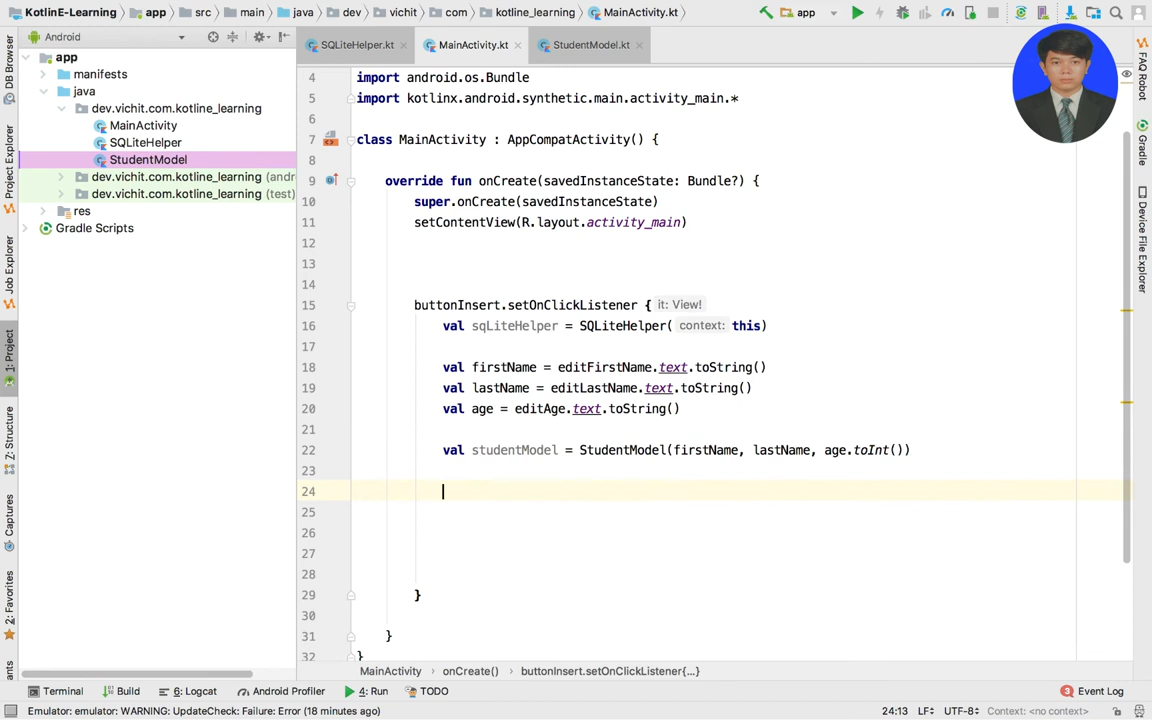 KotlinE-Learning app src main java dev vichit com kotline_learning MainActivity.kt app
Android
SQLiteHelper.kt MainActivity.kt StudentModel.kt
app
manifests
java
dev.vichit.com.kotline_learning
MainActivity
SQLiteHelper
StudentModel
dev.vichit.com.kotline_learning (andr
dev.vichit.com.kotline_learning (test)
res
Gradle Scripts
4 import android.os.Bundle
5 import kotlinx.android.synthetic.main.activity_main.*
6
7 class MainActivity : AppCompatActivity() {
8
9 override fun onCreate(savedInstanceState: Bundle?) {
10 super.onCreate(savedInstanceState)
11 setContentView(R.layout.activity_main)
12
13
14
15 buttonInsert.setOnClickListener { it: View!
16 val sqLiteHelper = SQLiteHelper( context: this)
17
18 val firstName = editFirstName.text.toString()
19 val lastName = editLastName.text.toString()
20 val age = editAge.text.toString()
21
22 val studentModel = StudentModel(firstName, lastName, age.toInt())
23
24
25
26
27
28
29 }
30
31 }
32 }
MainActivity onCreate() buttonInsert.setOnClickListener{...}
DB Browser
Project Explorer
Job Explorer
1: Project
7: Structure
Captures
2: Favorites
ants
FAQ Robot
Gradle
Device File Explorer
Terminal Build 6: Logcat Android Profiler 4: Run TODO 3 Event Log
Emulator: emulator: WARNING: UpdateCheck: Failure: Error (18 minutes ago) 24:13 LF UTF-8 Context: <no context>